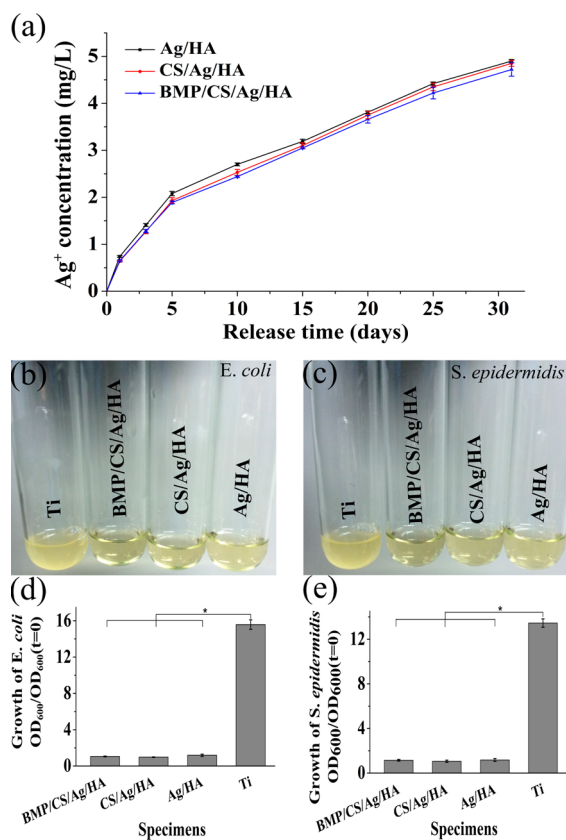 (a)
Ag/HA
CS/Ag/HA
BMP/CS/Ag/HA
Ag⁺ concentration (mg/L)
5
4
3
2
1
0
0 5 10 15 20 25 30
Release time (days)
(b)
E. coli
Ti
BMP/CS/Ag/HA
CS/Ag/HA
Ag/HA
(c)
S. epidermidis
Ti
BMP/CS/Ag/HA
CS/Ag/HA
Ag/HA
(d)
Growth of E. coli
OD₆₀₀/OD₆₀₀(t=0)
16
12
8
4
0
*
BMP/CS/Ag/HA
CS/Ag/HA
Ag/HA
Ti
Specimens
(e)
Growth of S. epidermidis
OD600/OD600(t=0)
12
8
4
0
*
BMP/CS/Ag/HA
CS/Ag/HA
Ag/HA
Ti
Specimens